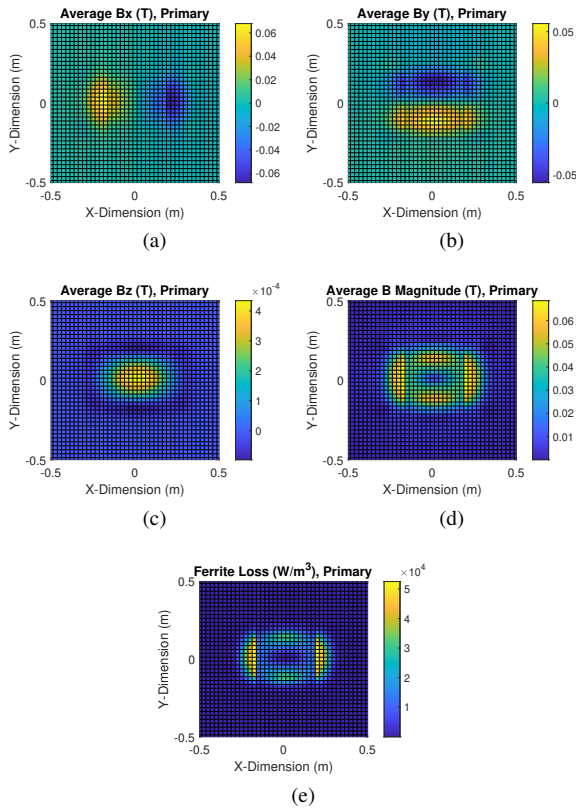 Average Bx (T), Primary
0.5
0
-0.5
Y-Dimension (m)
-0.5 0 0.5
X-Dimension (m)
0.06
0.04
0.02
0
-0.02
-0.04
-0.06
(a)
Average By (T), Primary
0.5
0
-0.5
Y-Dimension (m)
-0.5 0 0.5
X-Dimension (m)
0.05
0
-0.05
(b)
Average Bz (T), Primary
× 10⁻⁴
0.5
0
-0.5
Y-Dimension (m)
-0.5 0 0.5
X-Dimension (m)
4
3
2
1
0
(c)
Average B Magnitude (T), Primary
0.5
0
-0.5
Y-Dimension (m)
-0.5 0 0.5
X-Dimension (m)
0.06
0.05
0.04
0.03
0.02
0.01
(d)
Ferrite Loss (W/m³), Primary
× 10⁴
0.5
0
-0.5
Y-Dimension (m)
-0.5 0 0.5
X-Dimension (m)
5
4
3
2
1
(e)